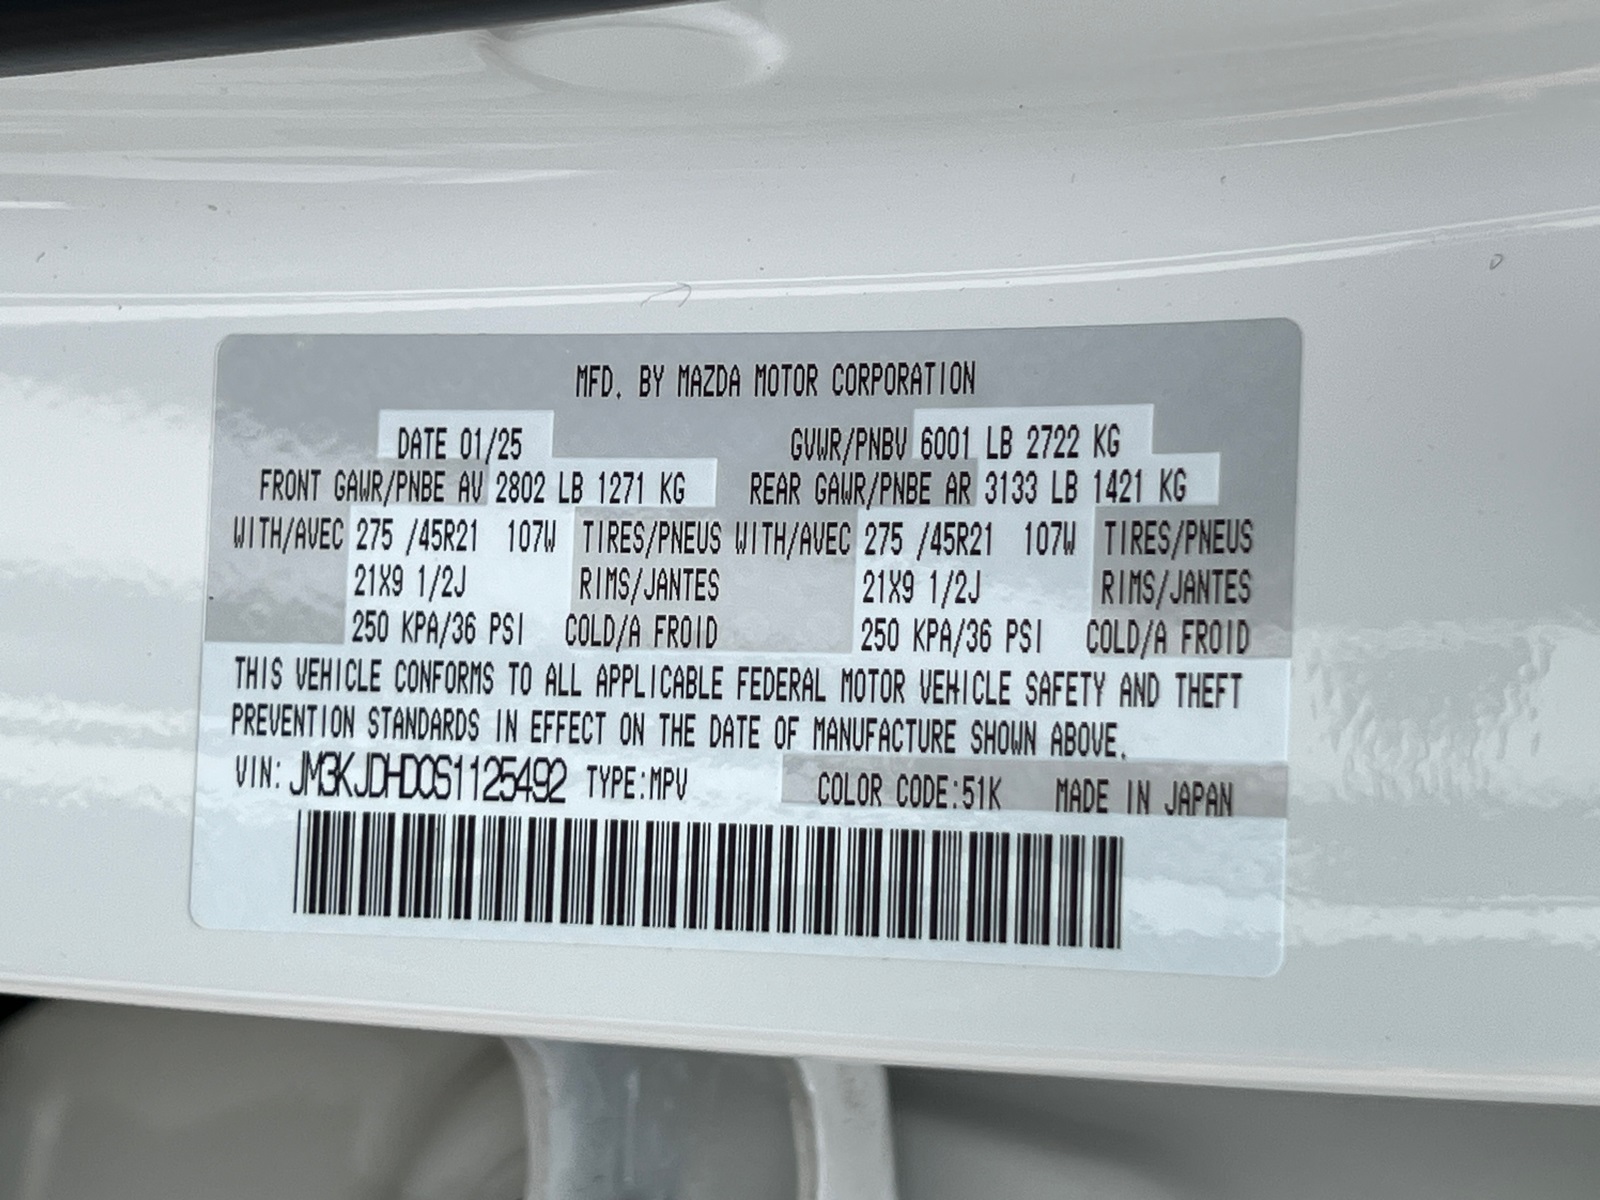 MFD. BY MAZDA MOTOR CORPORATION
DATE 01/25 GVWR/PNBV 6001 LB 2722 KG
FRONT GAWR/PNBE AV 2802 LB 1271 KG REAR GAWR/PNBE AR 3133 LB 1421 KG
WITH/AVEC 275 /45R21 107W TIRES/PNEUS WITH/AVEC 275 /45R21 107W TIRES/PNEUS
21X9 1/2J RIMS/JANTES 21X9 1/2J RIMS/JANTES
250 KPA/36 PSI COLD/A FROID 250 KPA/36 PSI COLD/A FROID
THIS VEHICLE CONFORMS TO ALL APPLICABLE FEDERAL MOTOR VEHICLE SAFETY AND THEFT
PREVENTION STANDARDS IN EFFECT ON THE DATE OF MANUFACTURE SHOWN ABOVE.
VIN: JM3KJDHD0S1125492 TYPE:MPV COLOR CODE:51K MADE IN JAPAN